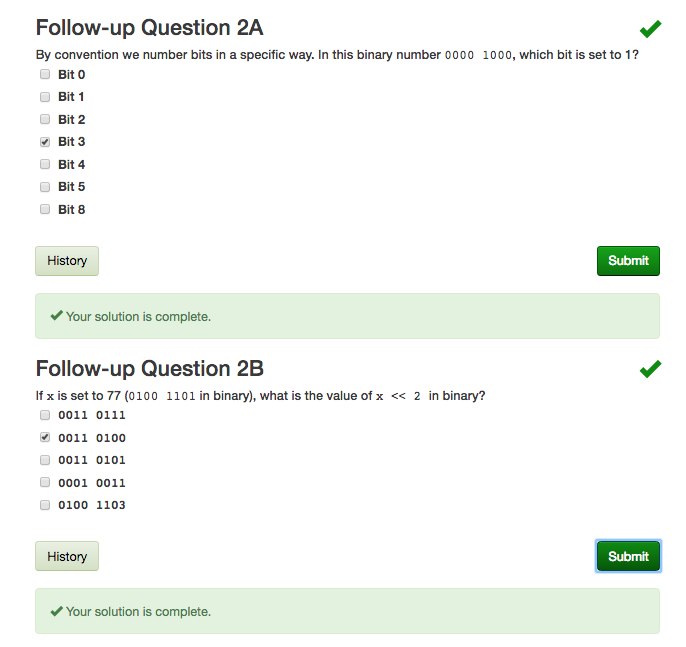 Follow-up Question 2A
By convention we number bits in a specific way. In this binary number 0000 1000, which bit is set to 1?
Bit 0
Bit 1
Bit 2
Bit 3
Bit 4
Bit 5
Bit 8
History
Submit
Your solution is complete.
Follow-up Question 2B
If x is set to 77 (0100 1101 in binary), what is the value of x << 2 in binary?
0011 0111
0011 0100
0011 0101
0001 0011
0100 1103
History
Submit
Your solution is complete.